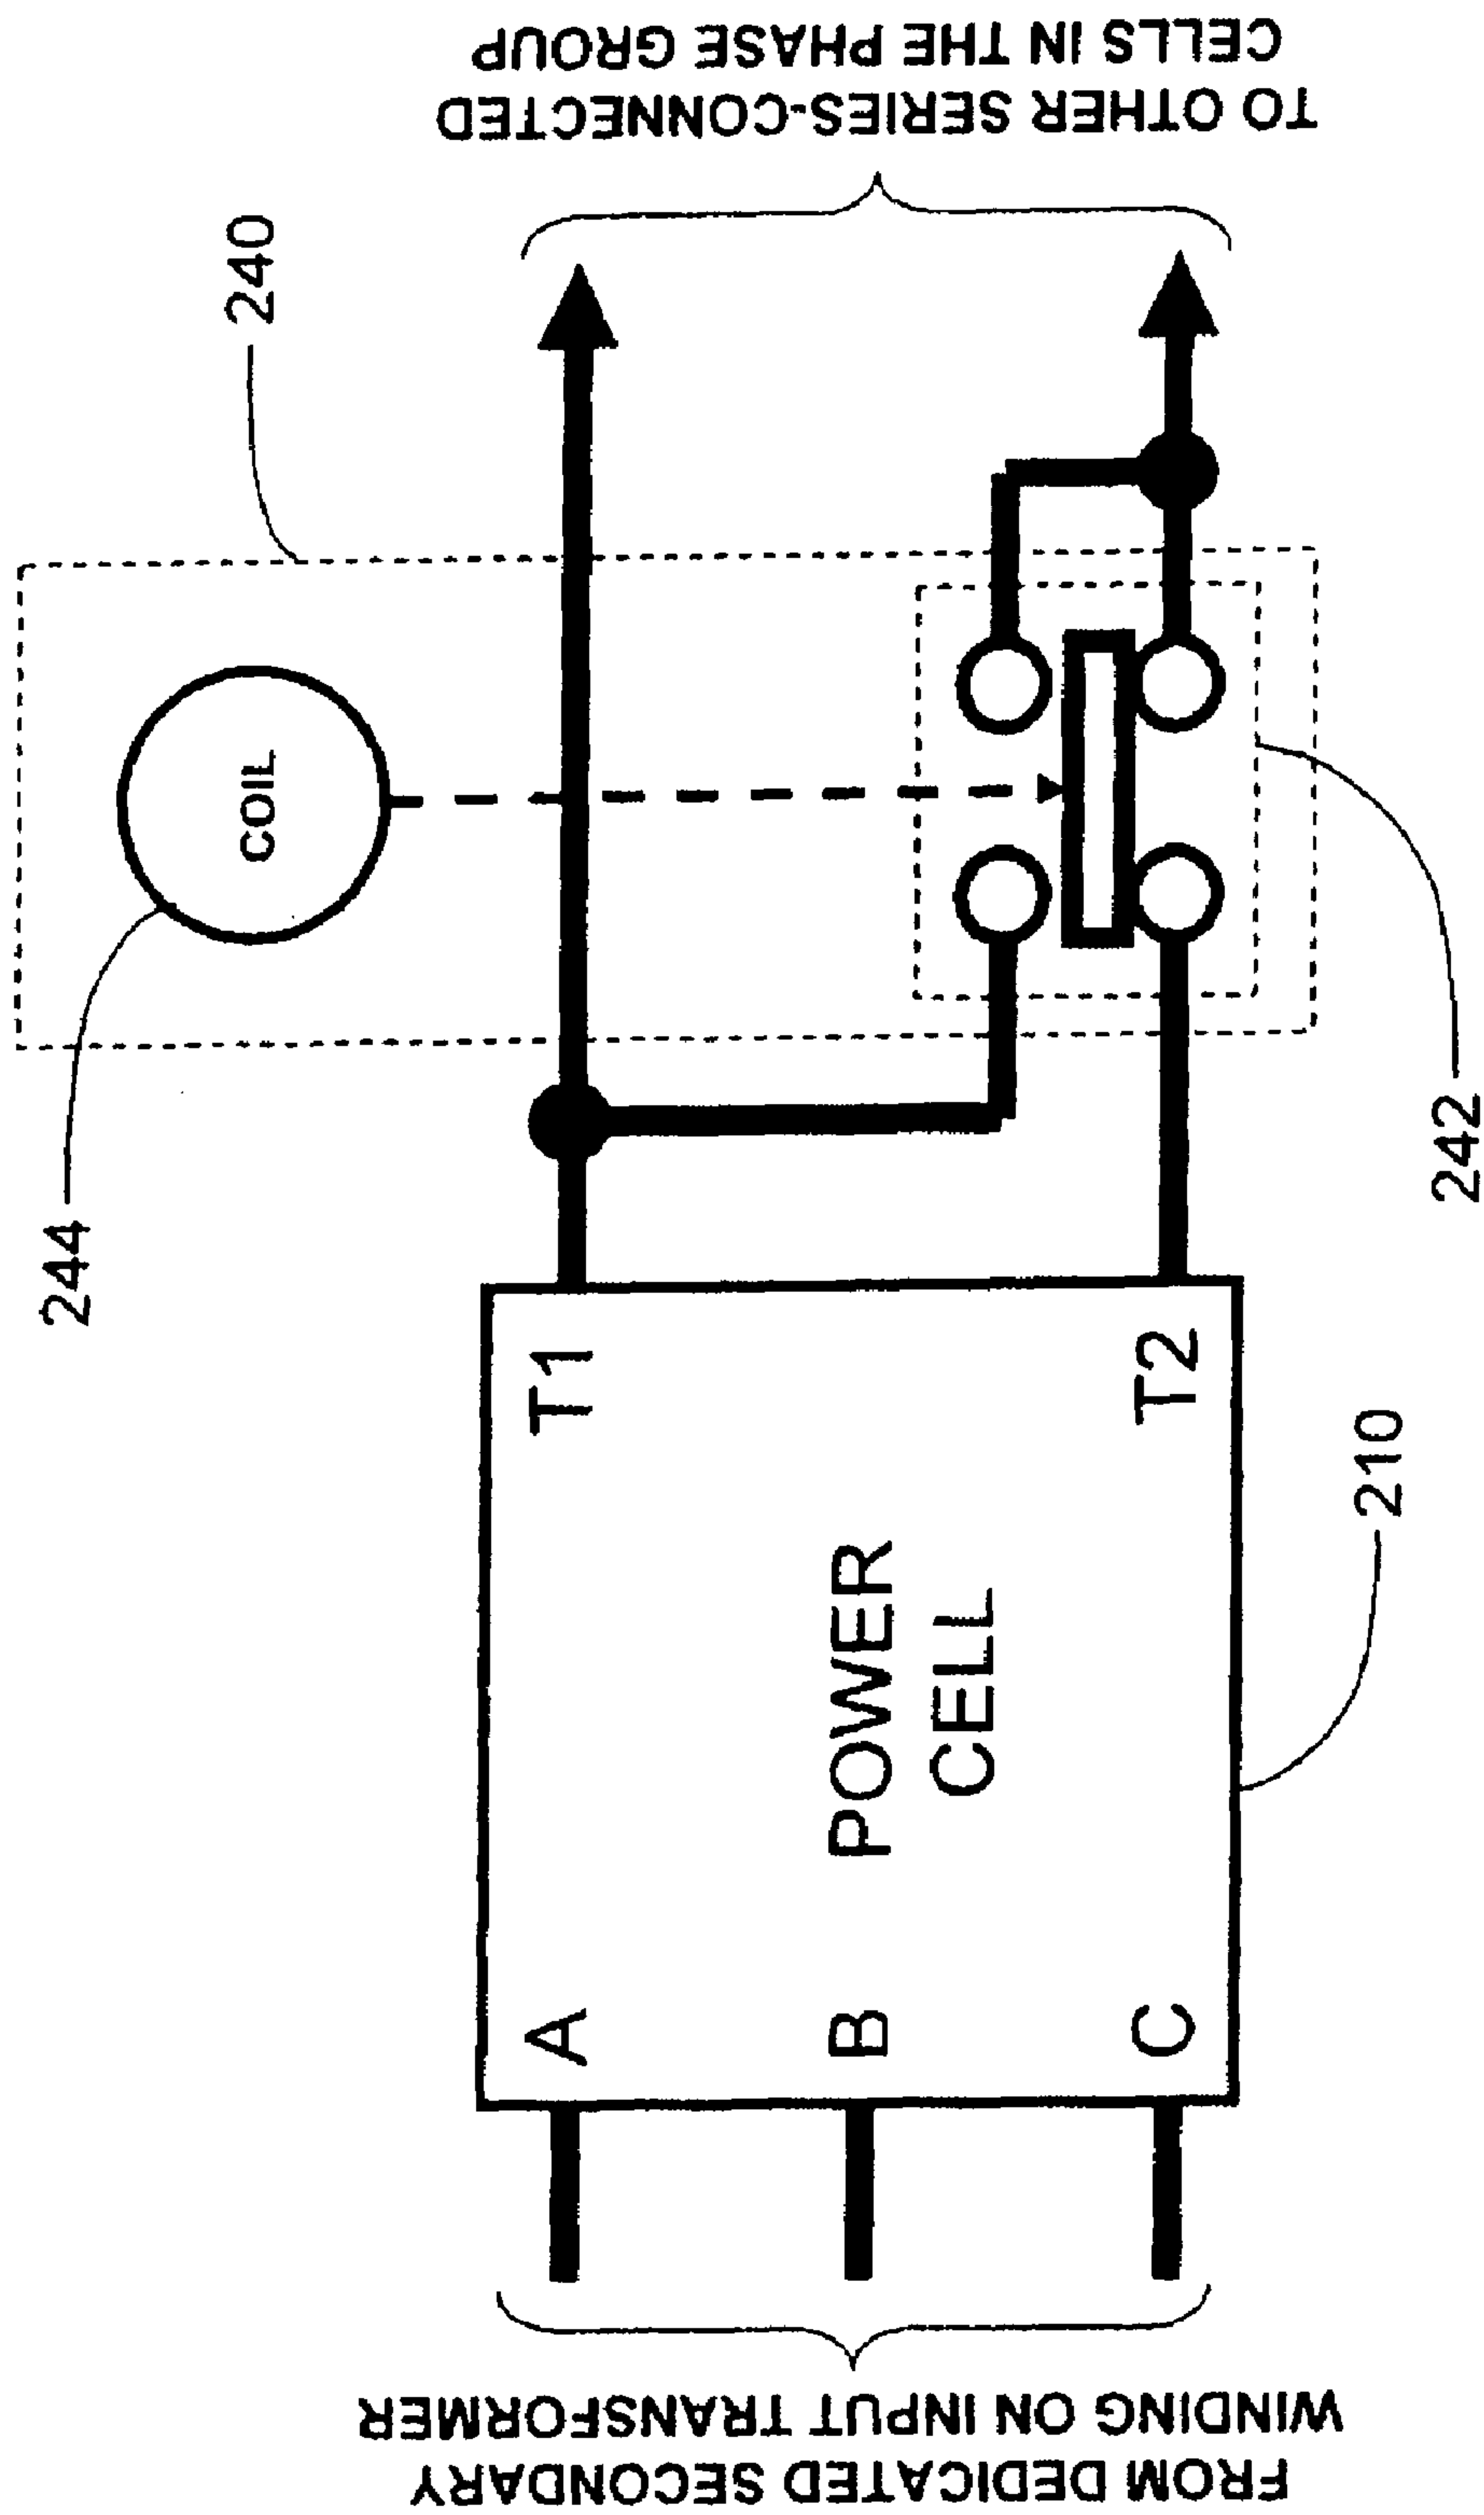 FROM DEDICATED SECONDARY
WINDING ON INPUT TRANSFORMER
A
B
C
POWER
CELL
T1
T2
210
244
COIL
240
242
TO OTHER SERIES-CONNECTED
CELLS IN THE PHASE GROUP